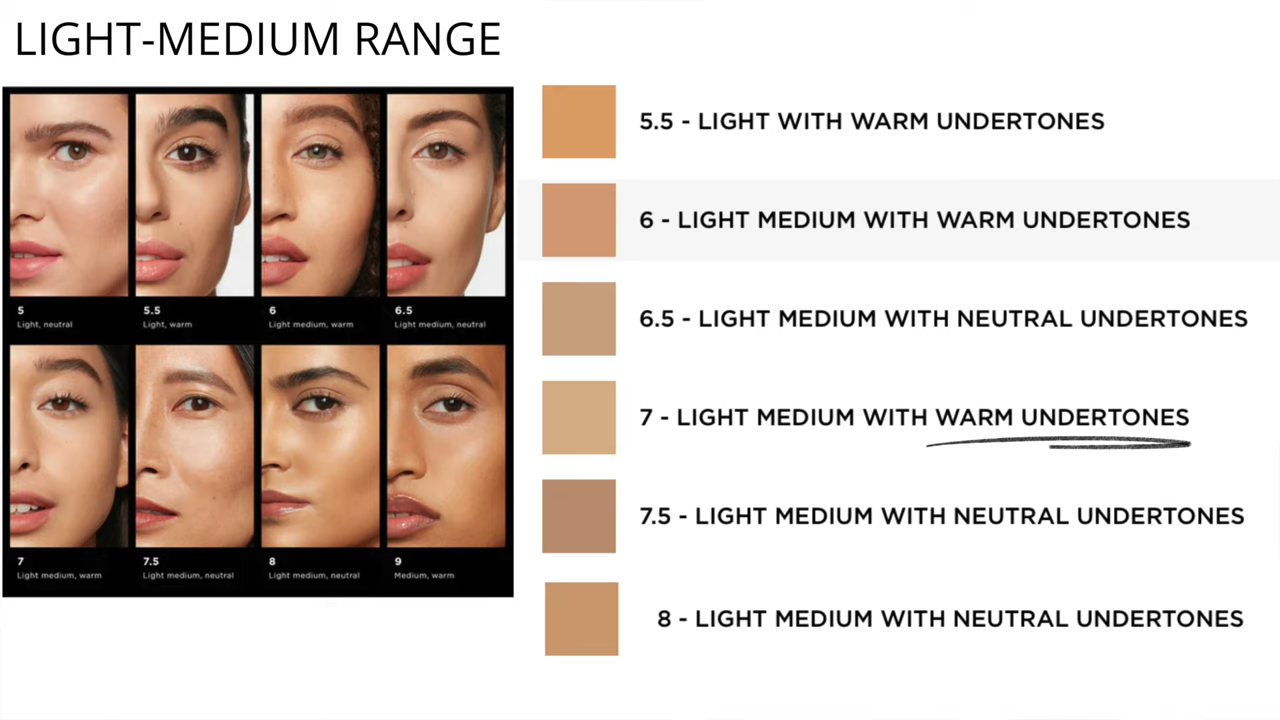 LIGHT-MEDIUM RANGE
5
Light, neutral
5.5
Light, warm
6
Light medium, warm
6.5
Light medium, neutral
7
Light medium, warm
7.5
Light medium, neutral
8
Light medium, neutral
9
Medium, warm
5.5 - LIGHT WITH WARM UNDERTONES
6 - LIGHT MEDIUM WITH WARM UNDERTONES
6.5 - LIGHT MEDIUM WITH NEUTRAL UNDERTONES
7 - LIGHT MEDIUM WITH WARM UNDERTONES
7.5 - LIGHT MEDIUM WITH NEUTRAL UNDERTONES
8 - LIGHT MEDIUM WITH NEUTRAL UNDERTONES